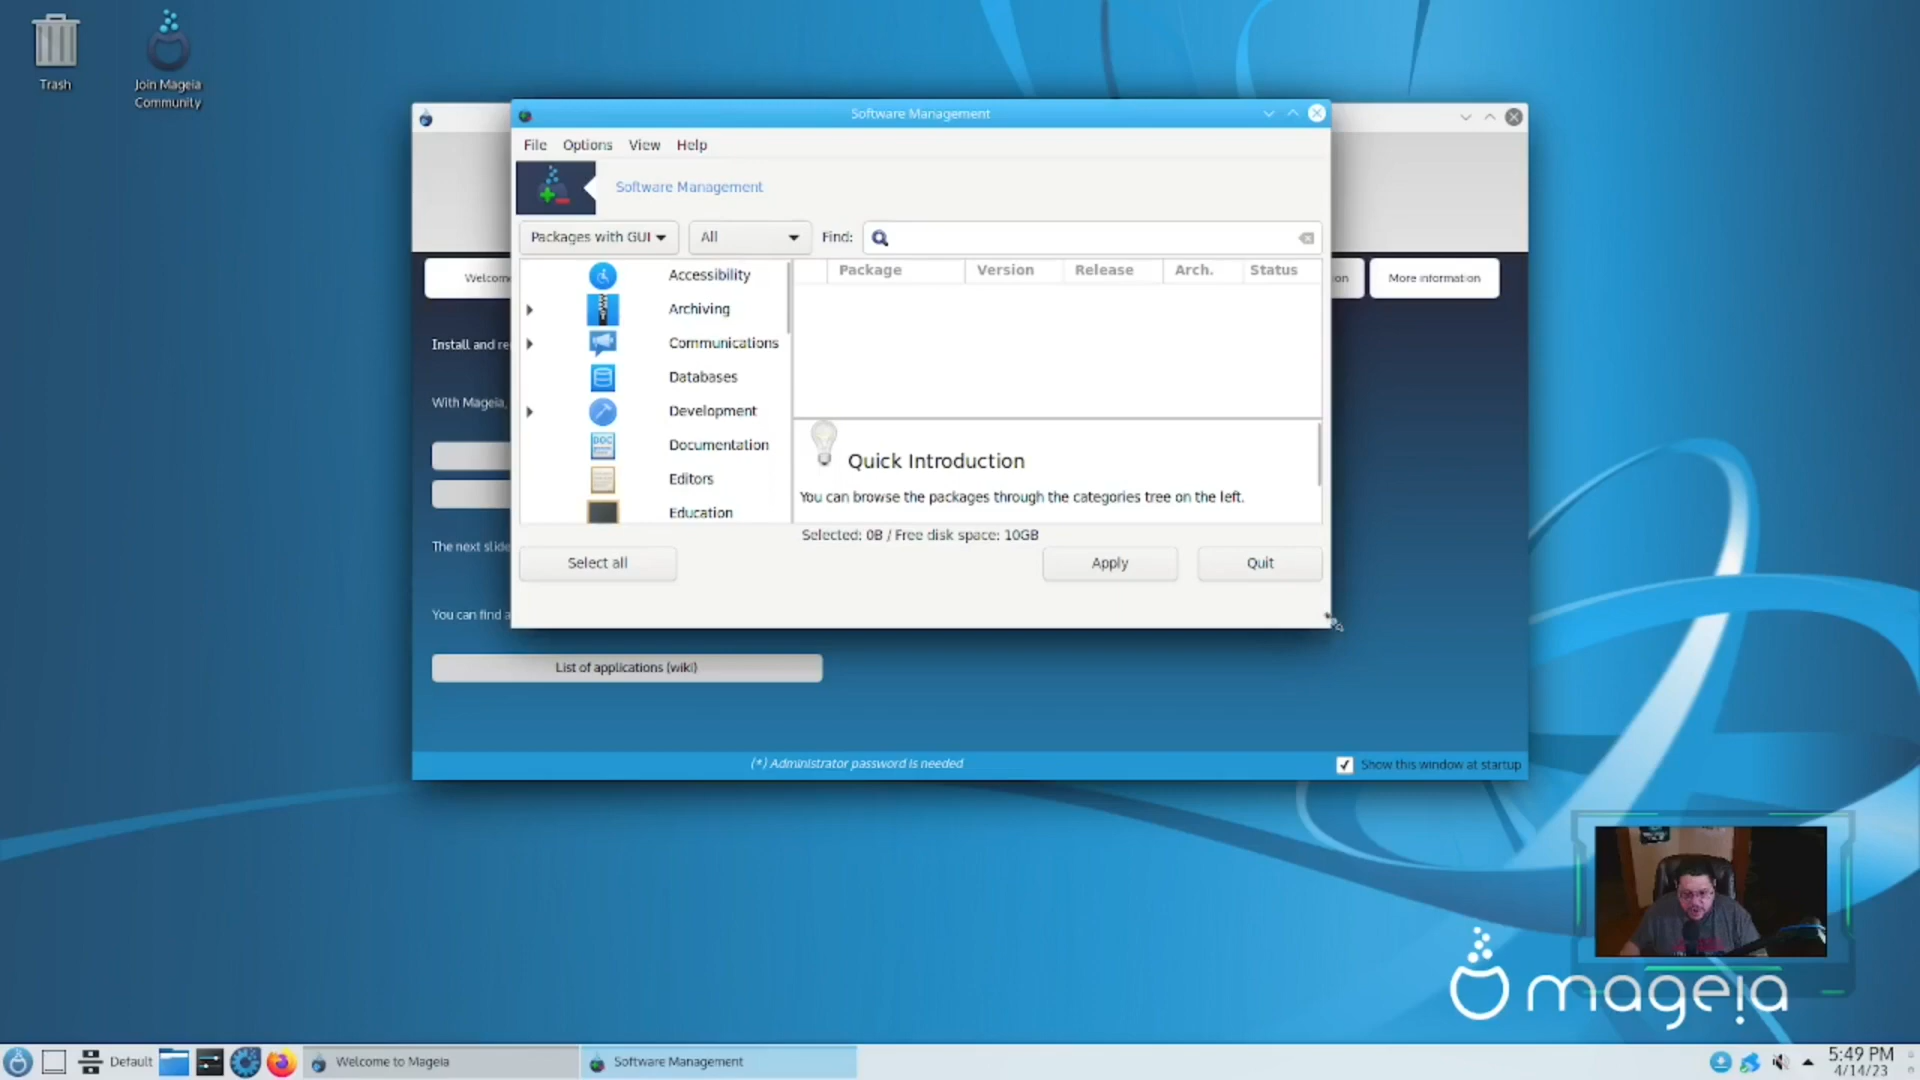 Trash
Join Mageia
Community
Software Management
File Options View Help
Software Management
Packages with GUI All Find:
Accessibility
Archiving
Communications
Databases
Development
Documentation
Editors
Education
Package Version Release Arch. Status
Quick Introduction
You can browse the packages through the categories tree on the left.
Selected: 0B / Free disk space: 10GB
Select all Apply Quit
Welcom
on
More information
Install and re
With Mageia,
The next slide
You can find a
List of applications (wiki)
(*) Administrator password is needed
Show this window at startup
mageia
Default
Welcome to Mageia
Software Management
5:49 PM
4/14/23